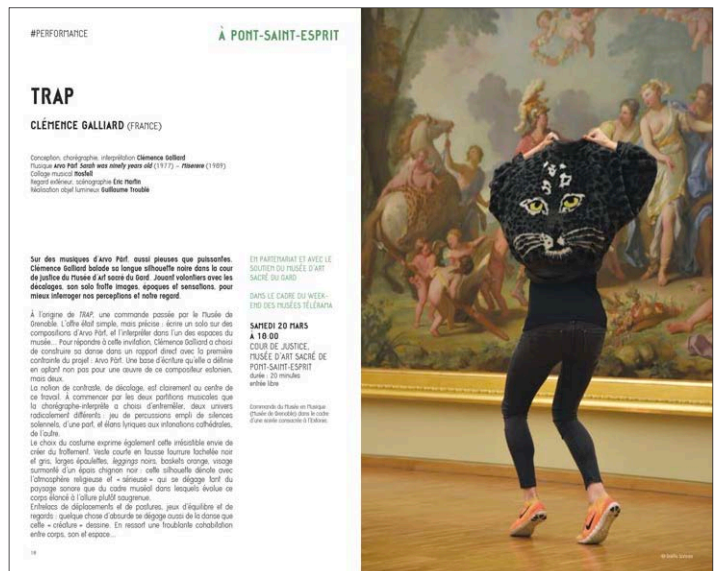 #PERFORMANCE
À PONT-SAINT-ESPRIT
TRAP
CLÉMENCE GALLIARD (FRANCE)
Conception, chorégraphie, interprétation Clémence Galliard
Musique Arvo Pärt Sarah was ninety years old (1977) – Miserere (1989)
Collage musical Nosfell
Regard extérieur, scénographie Éric Martin
Réalisation objet lumineux Guillaume Trouble
Sur des musiques d'Arvo Pärt, aussi pieuses que puissantes,
Clémence Galliard balade sa longue silhouette noire dans la cour
de justice du Musée d'Art sacré du Gard. Jouant volontiers avec les
décalages, son solo frotte images, époques et sensations, pour
mieux interroger nos perceptions et notre regard.
À l'origine de TRAP, une commande passée par le Musée de
Grenoble. L'offre était simple, mais précise : écrire un solo sur des
compositions d'Arvo Pärt, et l'interpréter dans l'un des espaces du
musée... Pour répondre à cette invitation, Clémence Galliard a choisi
de construire sa danse dans un rapport direct avec la première
contrainte du projet : Arvo Pärt. Une base d'écriture qu'elle a définie
en optant non pas pour une œuvre de ce compositeur estonien,
mais deux.
La notion de contraste, de décalage, est clairement au centre de
ce travail. À commencer par les deux partitions musicales que
la chorégraphe-interprète a choisi d'entremêler, deux univers
radicalement différents : jeu de percussions empli de silences
solennels, d'une part, et élans lyriques aux intonations cathédrales,
de l'autre.
Le choix du costume exprime également cette irrésistible envie de
créer du frottement. Veste courte en fausse fourrure tachetée noir
et gris, larges épaulettes, leggings noirs, baskets orange, visage
surmonté d'un épais chignon noir : cette silhouette dénote avec
l'atmosphère religieuse et « sérieuse » qui se dégage tant du
paysage sonore que du cadre muséal dans lesquels évolue ce
corps élancé à l'allure plutôt saugrenue.
Entrelacs de déplacements et de postures, jeux d'équilibre et de
regards : quelque chose d'absurde se dégage aussi de la danse que
cette « créature » dessine. En ressort une troublante cohabitation
entre corps, son et espace...
EN PARTENARIAT ET AVEC LE
SOUTIEN DU MUSÉE D'ART
SACRÉ DU GARD
DANS LE CADRE DU WEEK-
END DES MUSÉES TÉLÉRAMA
SAMEDI 20 MARS
À 18:00
COUR DE JUSTICE,
MUSÉE D'ART SACRÉ DE
PONT-SAINT-ESPRIT
durée : 20 minutes
entrée libre
Commande du Musée en Musique
(Musée de Grenoble) dans le cadre
d'une soirée consacrée à l'Estonie.